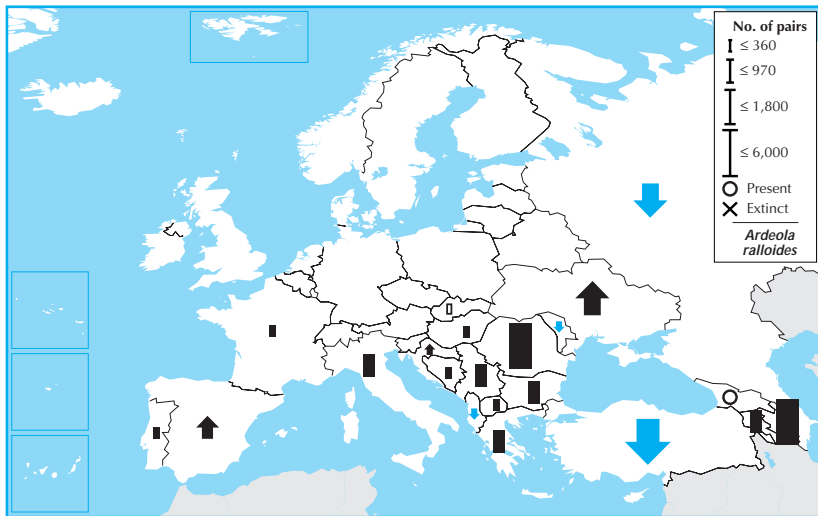 No. of pairs
≤ 360
≤ 970
≤ 1,800
≤ 6,000
Present
Extinct
Ardeola
ralloides